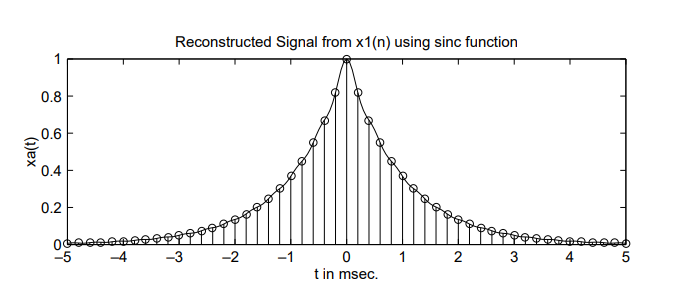 Reconstructed Signal from x1(n) using sinc function
1
0.8
0.6
0.4
0.2
0
xa(t)
–5 –4 –3 –2 –1 0 1 2 3 4 5
t in msec.